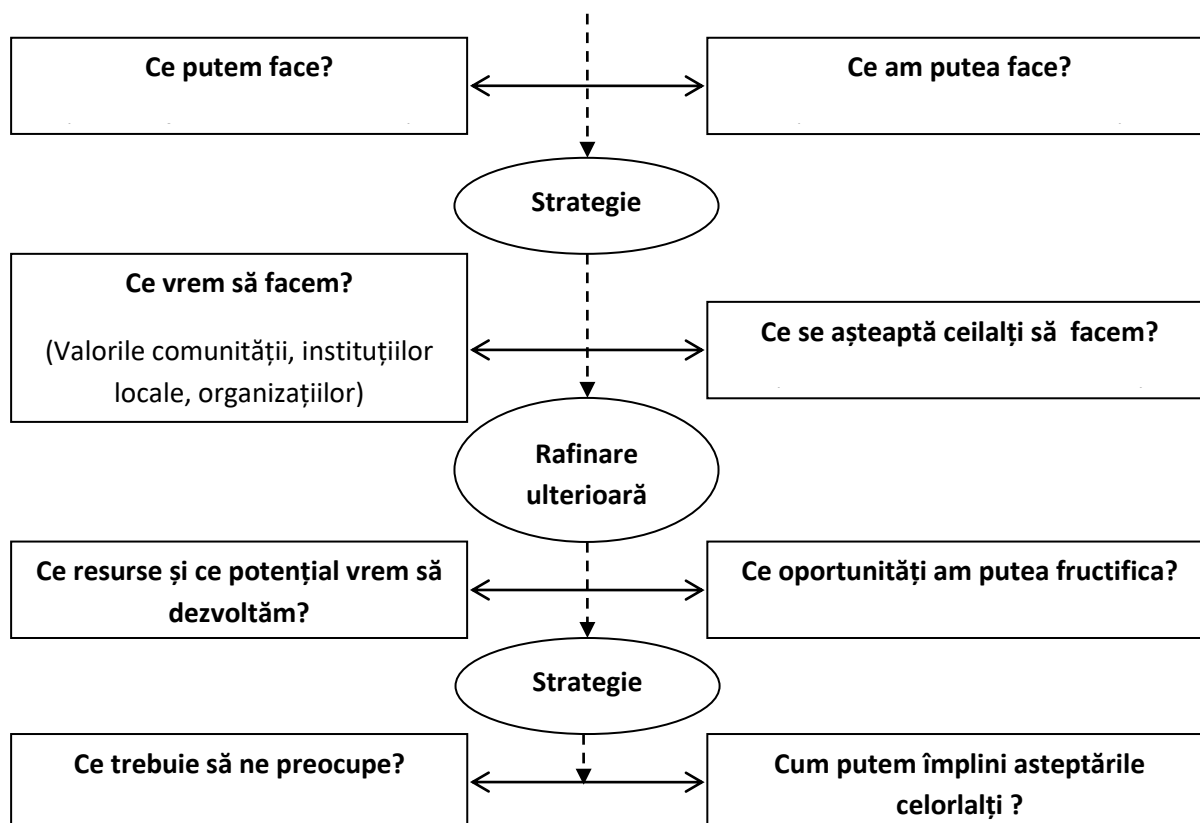 Ce putem face?
Ce am putea face?
Strategie
Ce vrem să facem?
(Valorile comunității, instituțiilor
locale, organizațiilor)
Ce se așteaptă ceilalți să  facem?
Rafinare
ulterioară
Ce resurse și ce potențial vrem să
dezvoltăm?
Ce oportunități am putea fructifica?
Strategie
Ce trebuie să ne preocupe?
Cum putem împlini asteptările
celorlalți ?